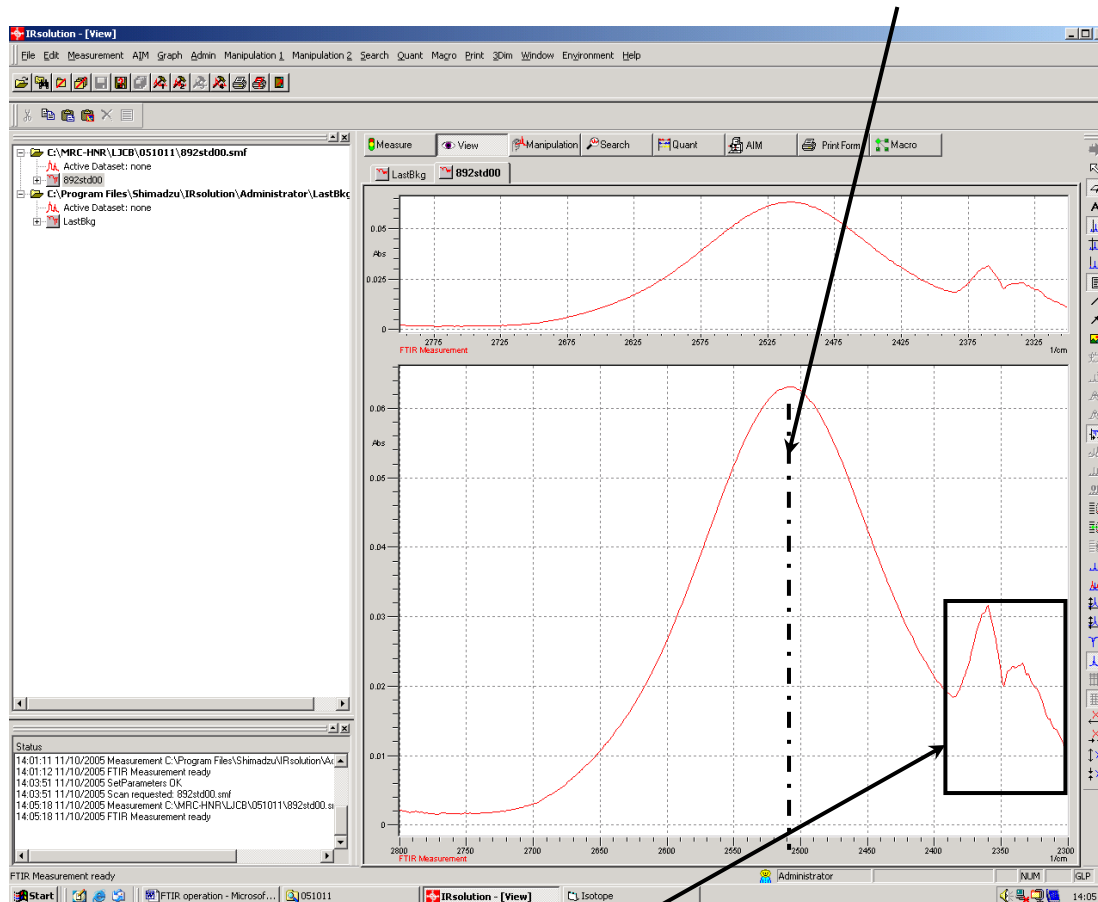 IRsolution - [View]
File Edit Measurement AIM Graph Admin Manipulation 1 Manipulation 2 Search Quant Macro Print 3Dim Window Environment Help
C:\MRC-HNR\LJCB\051011\892std00.smf
Active Dataset: none
892std00
C:\Program Files\Shimadzu\IRsolution\Administrator\LastBkg
Active Dataset: none
LastBkg
Measure View Manipulation Search Quant AIM Print Form Macro
LastBkg 892std00
0.05
Abs
0.025
0
2775 2725 2675 2625 2575 2525 2475 2425 2375 2325
FTIR Measurement 1/cm
0.06
Abs
0.05
0.04
0.03
0.02
0.01
0
2800 2750 2700 2650 2600 2550 2500 2450 2400 2350 2300
FTIR Measurement 1/cm
Status
14:01:11 11/10/2005 Measurement C:\Program Files\Shimadzu\IRsolution\
14:01:12 11/10/2005 FTIR Measurement ready
14:03:51 11/10/2005 SetParameters OK
14:03:51 11/10/2005 Scan requested: 892std00.smf
14:05:18 11/10/2005 Measurement C:\MRC-HNR\LJCB\051011\892std00.
14:05:18 11/10/2005 FTIR Measurement ready
FTIR Measurement ready Administrator NUM GLP
Start FTIR operation - Microsof... 051011 IRsolution - [View] Isotope 14:05